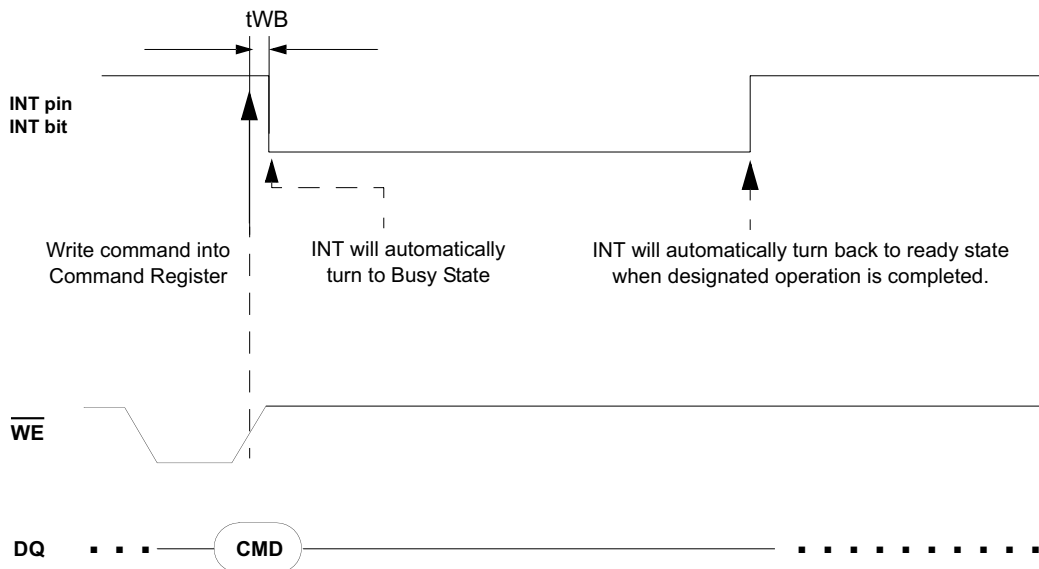 tWB
INT pin
INT bit
Write command into
Command Register
INT will automatically
turn to Busy State
INT will automatically turn back to ready state
when designated operation is completed.
WE
DQ
CMD